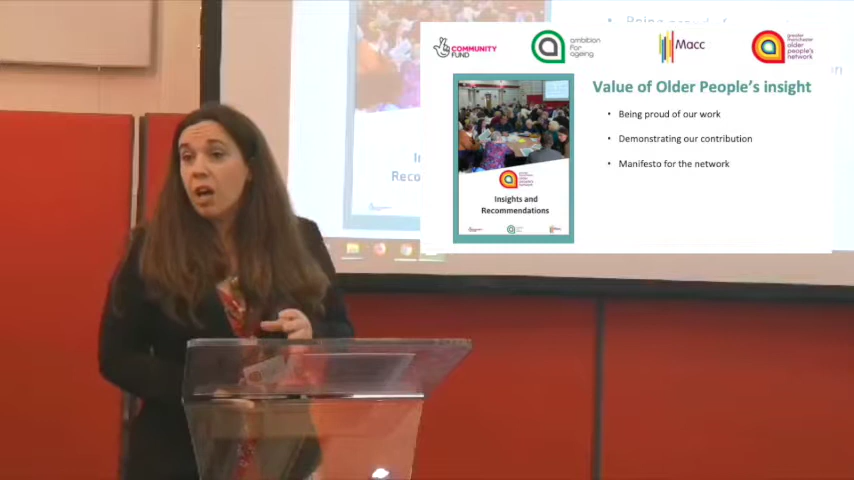 COMMUNITY
FUND
ambition
for
ageing
Macc
greater
manchester
older
people's
network
Value of Older People's insight
• Being proud of our work
• Demonstrating our contribution
• Manifesto for the network
Insights and
Recommendations
Reco